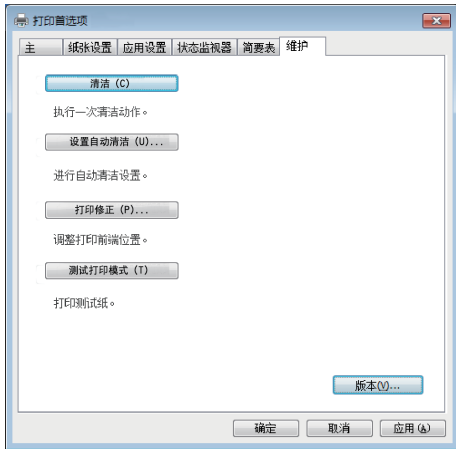 打印首选项
主 纸张设置 应用设置 状态监视器 简要表 维护
清洁 (C)
执行一次清洁动作。
设置自动清洁 (U)...
进行自动清洁设置。
打印修正 (P)...
调整打印前端位置。
测试打印模式 (T)
打印测试纸。
版本(V)...
确定 取消 应用(A)